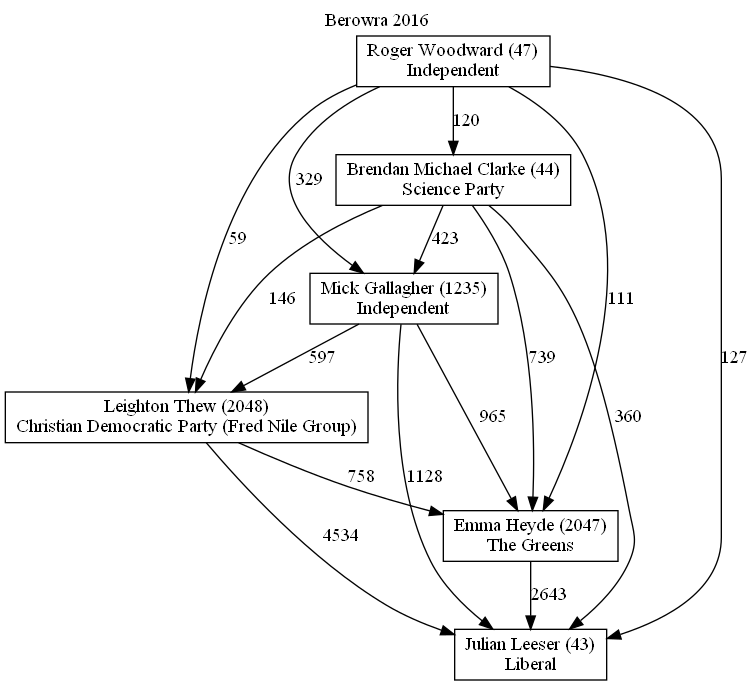 Berowra 2016
Roger Woodward (47)
Independent
120
Brendan Michael Clarke (44)
Science Party
329
59
423
Mick Gallagher (1235)
Independent
146
111
597
739
127
Leighton Thew (2048)
Christian Democratic Party (Fred Nile Group)
965
360
758
1128
Emma Heyde (2047)
The Greens
4534
2643
Julian Leeser (43)
Liberal